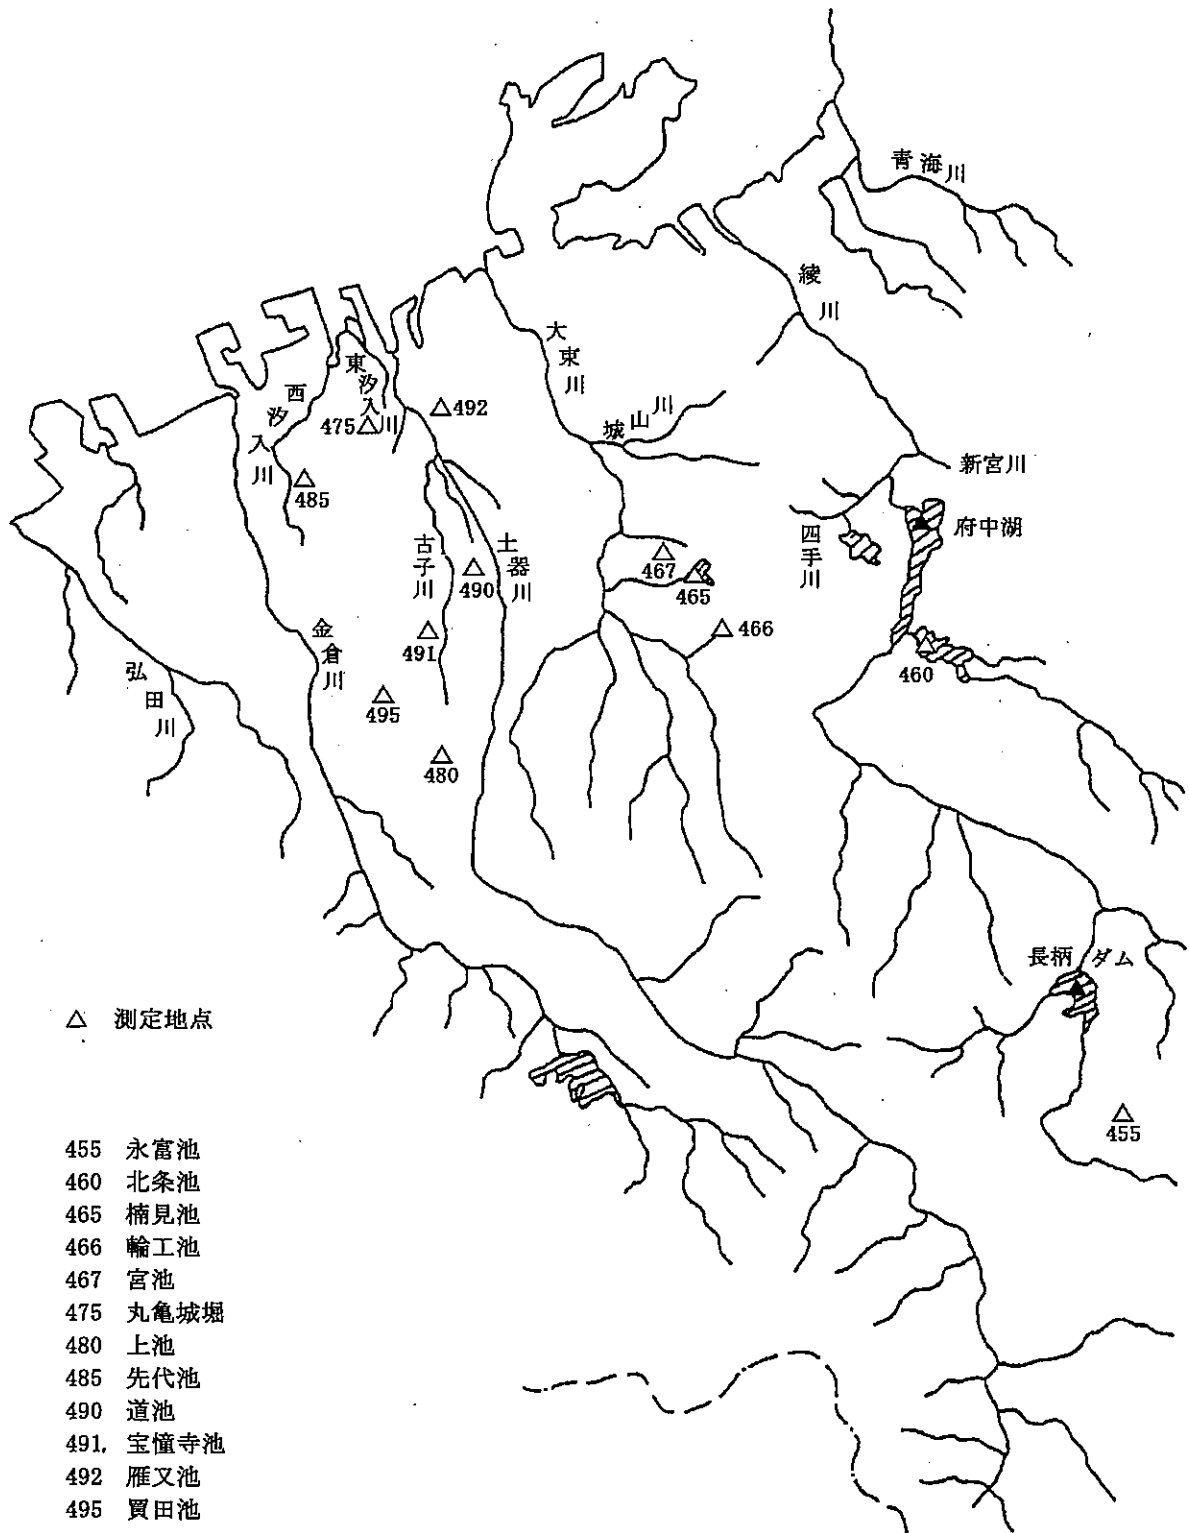 青海川
綾川
大東川
東汐入川
西汐入川
城山川
新宮川
府中湖
四手川
古子川
土器川
金倉川
弘田川
長柄ダム
△492
475△
△
485
△
490
△
467
465
△466
△
491
△
495
△
480
460
△
455
△ 測定地点
455 永富池
460 北条池
465 楠見池
466 輪工池
467 宮池
475 丸亀城堀
480 上池
485 先代池
490 道池
491. 宝憧寺池
492 雁又池
495 買田池